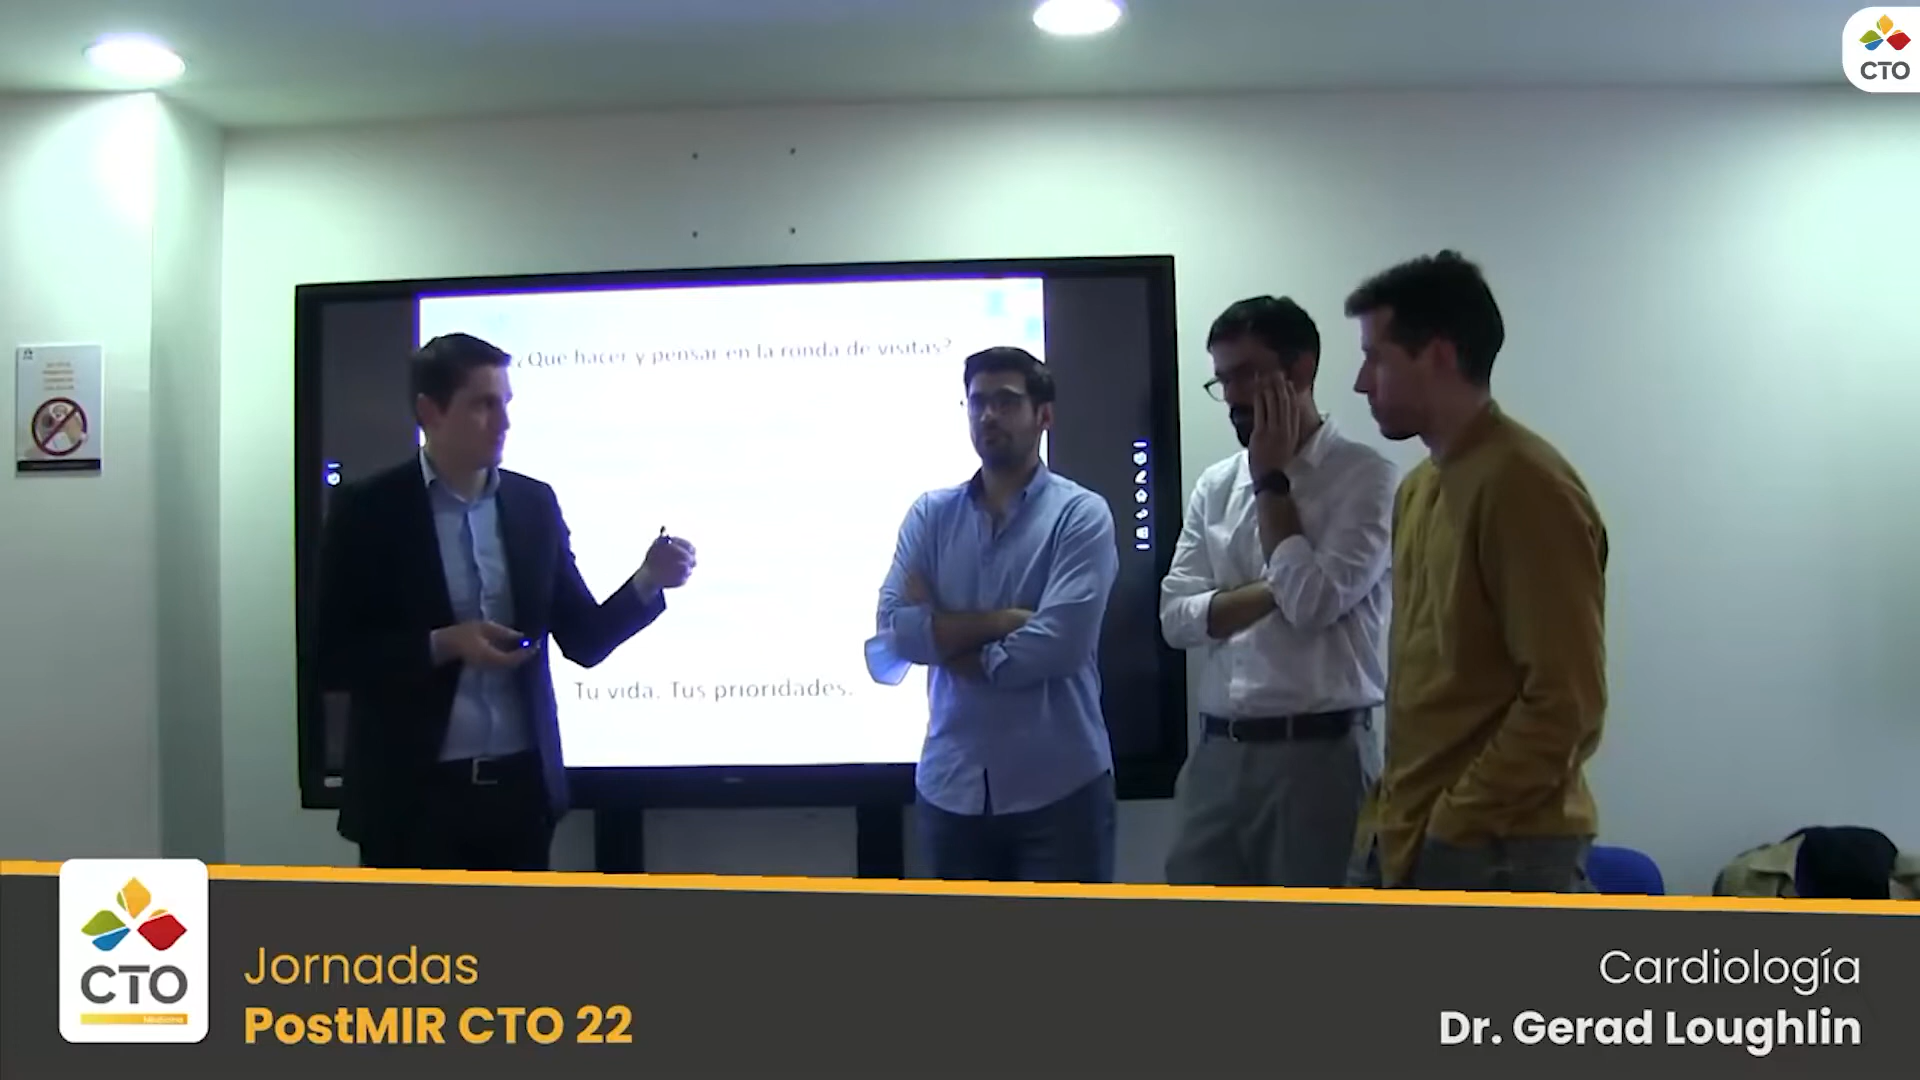 CTO
¿Que hacer y pensar en la ronda de visitas?
Tu vida. Tus prioridades.
CTO
Medicina
Jornadas
PostMIR CTO 22
Cardiología
Dr. Gerad Loughlin